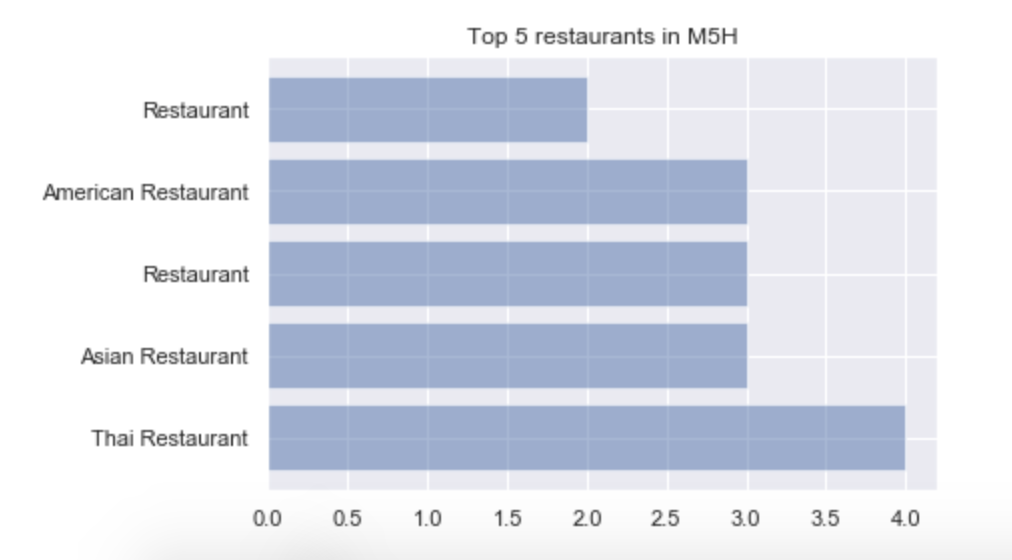 Top 5 restaurants in M5H
Restaurant
American Restaurant
Restaurant
Asian Restaurant
Thai Restaurant
0.0 0.5 1.0 1.5 2.0 2.5 3.0 3.5 4.0